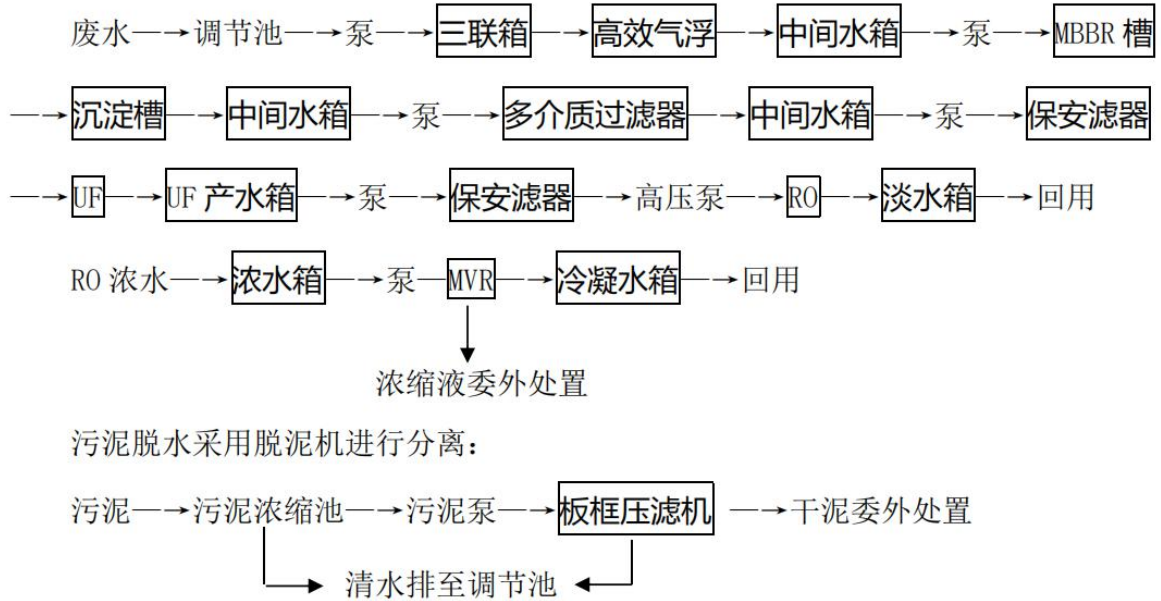 废水—→调节池—→泵—→三联箱—→高效气浮—→中间水箱—→泵—→MBBR 槽
—→沉淀槽—→中间水箱—→泵—→多介质过滤器—→中间水箱—→泵—→保安滤器
—→UF—→UF 产水箱—→泵—→保安滤器—→高压泵—→RO—→淡水箱—→回用
RO 浓水—→浓水箱—→泵—MVR—→冷凝水箱—→回用
浓缩液委外处置
污泥脱水采用脱泥机进行分离：
污泥—→污泥浓缩池—→污泥泵—→板框压滤机 —→干泥委外处置
清水排至调节池